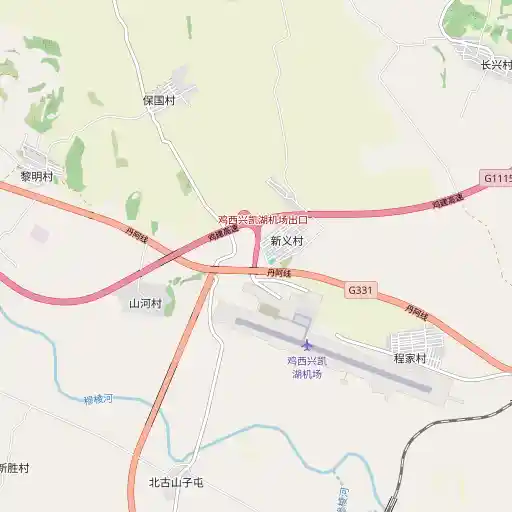 长兴村
保国村
黎明村
G1115
鸡建高速
鸡西兴凯湖机场出口
丹阿线
鸡建高速
新义村
丹阿线
G331
山河村
丹阿线
鸡西兴凯
湖机场
程家村
穆棱河
新胜村
北古山子屯